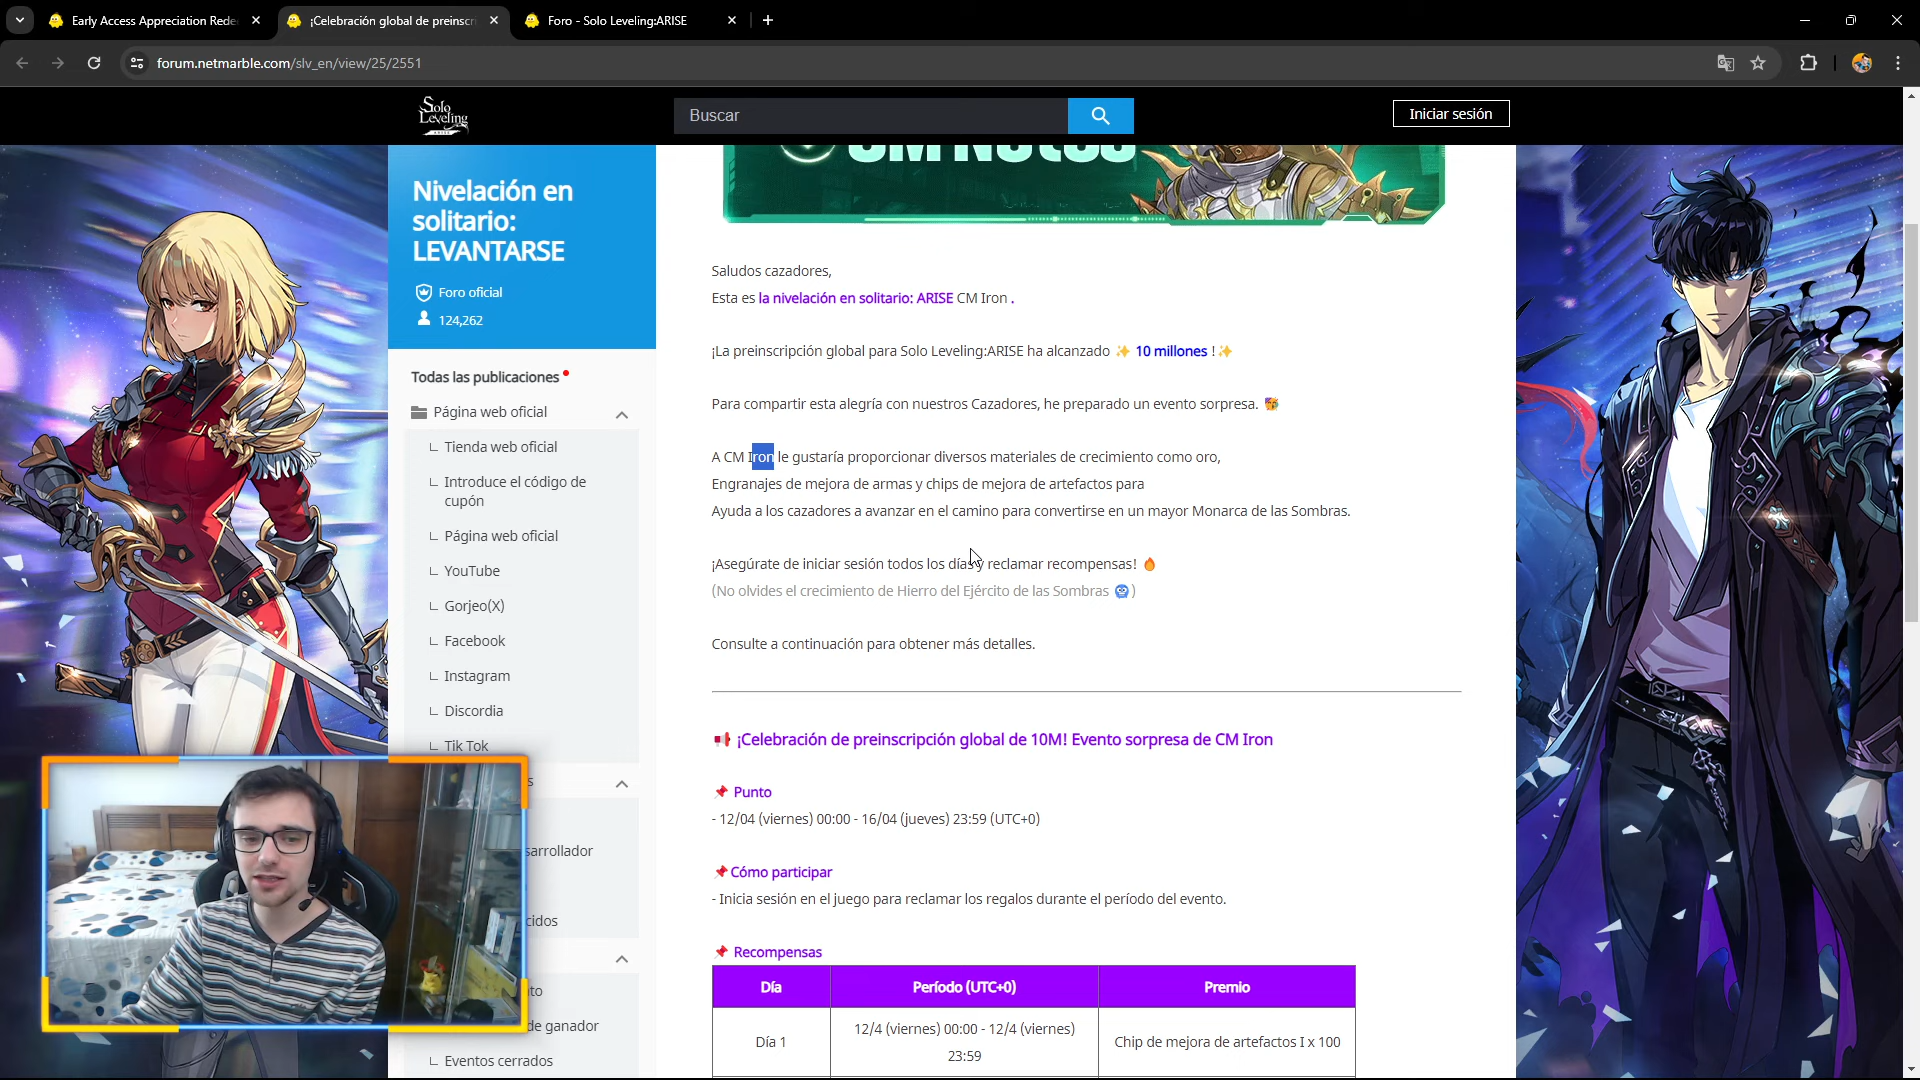 Early Access Appreciation Rede
¡Celebración global de preinscr
Foro - Solo Leveling:ARISE
forum.netmarble.com/slv_en/view/25/2551
Solo
Leveling
Buscar
Iniciar sesión
Nivelación en
solitario:
LEVANTARSE
Foro oficial
124,262
Todas las publicaciones
Página web oficial
Tienda web oficial
Introduce el código de
cupón
Página web oficial
YouTube
Gorjeo(X)
Facebook
Instagram
Discordia
Tik Tok
s
sarrollador
cidos
to
de ganador
Eventos cerrados
CM NOTES
Saludos cazadores,
Esta es la nivelación en solitario: ARISE CM Iron .
¡La preinscripción global para Solo Leveling:ARISE ha alcanzado ✨ 10 millones ! ✨
Para compartir esta alegría con nuestros Cazadores, he preparado un evento sorpresa. 🥳
A CM Iron le gustaría proporcionar diversos materiales de crecimiento como oro,
Engranajes de mejora de armas y chips de mejora de artefactos para
Ayuda a los cazadores a avanzar en el camino para convertirse en un mayor Monarca de las Sombras.
¡Asegúrate de iniciar sesión todos los días y reclamar recompensas! 🔥
(No olvides el crecimiento de Hierro del Ejército de las Sombras 🥶 )
Consulte a continuación para obtener más detalles.
📢 ¡Celebración de preinscripción global de 10M! Evento sorpresa de CM Iron
📌 Punto
- 12/04 (viernes) 00:00 - 16/04 (jueves) 23:59 (UTC+0)
📌 Cómo participar
- Inicia sesión en el juego para reclamar los regalos durante el período del evento.
📌 Recompensas
Día Período (UTC+0) Premio
Día 1 12/4 (viernes) 00:00 - 12/4 (viernes) 23:59 Chip de mejora de artefactos I x 100